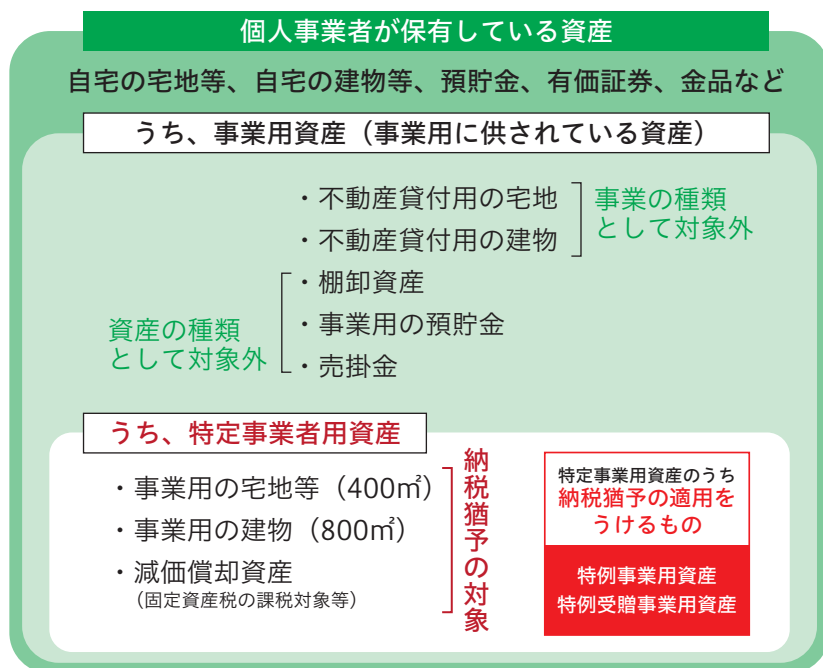 個人事業者が保有している資産
自宅の宅地等、自宅の建物等、預貯金、有価証券、金品など
うち、事業用資産（事業用に供されている資産）
・不動産貸付用の宅地
・不動産貸付用の建物
事業の種類
として対象外
・棚卸資産
・事業用の預貯金
・売掛金
資産の種類
として対象外
うち、特定事業者用資産
・事業用の宅地等（400㎡）
・事業用の建物（800㎡）
・減価償却資産
（固定資産税の課税対象等）
納税猶予の対象
特定事業用資産のうち
納税猶予の適用を
うけるもの
特例事業用資産
特例受贈事業用資産